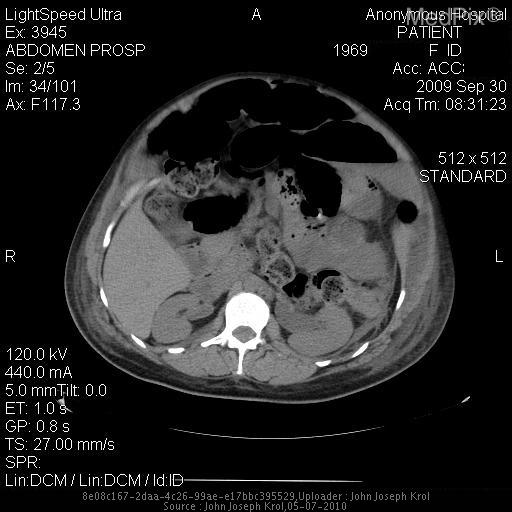 LightSpeed Ultra
Ex: 3945
ABDOMEN PROSP
Se: 2/5
Im: 34/101
Ax: F117.3
A
Anonymous Hospital
MedPix®
PATIENT
1969 F ID
Acc: ACC:
2009 Sep 30
Acq Tm: 08:31:23
512 x 512
STANDARD
R
L
120.0 kV
440.0 mA
5.0 mmTilt: 0.0
ET: 1.0 s
GP: 0.8 s
TS: 27.00 mm/s
SPR:
Lin:DCM / Lin:DCM / Id:ID
8e08c167-2daa-4c26-99ae-e17bbc395529,Uploader : John Joseph Krol
Source : John Joseph Krol,05-07-2010